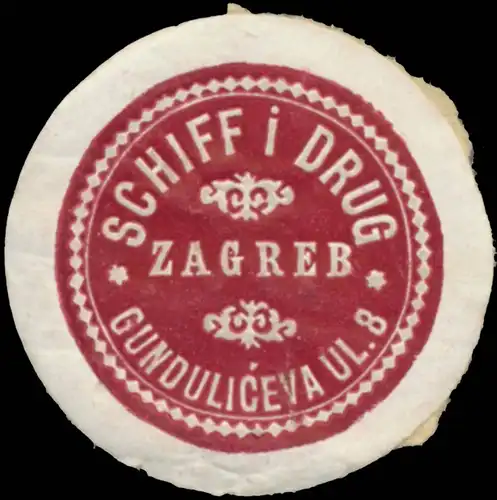 SCHIFF i DRUG
ZAGREB
GUNDULIĆEVA UL. 8